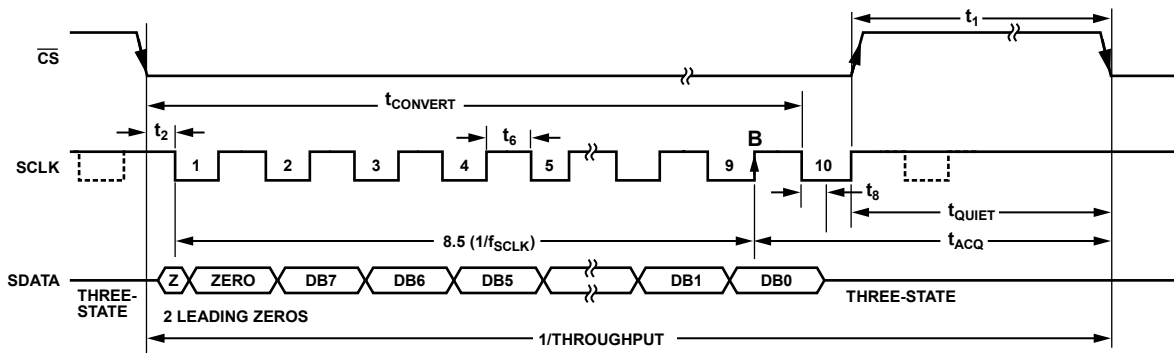 t1
CS
tCONVERT
t2
t6
B
SCLK
1
2
3
4
5
9
10
t8
tQUIET
8.5 (1/fSCLK)
tACQ
SDATA
Z
ZERO
DB7
DB6
DB5
DB1
DB0
THREE-
STATE
2 LEADING ZEROS
THREE-STATE
1/THROUGHPUT